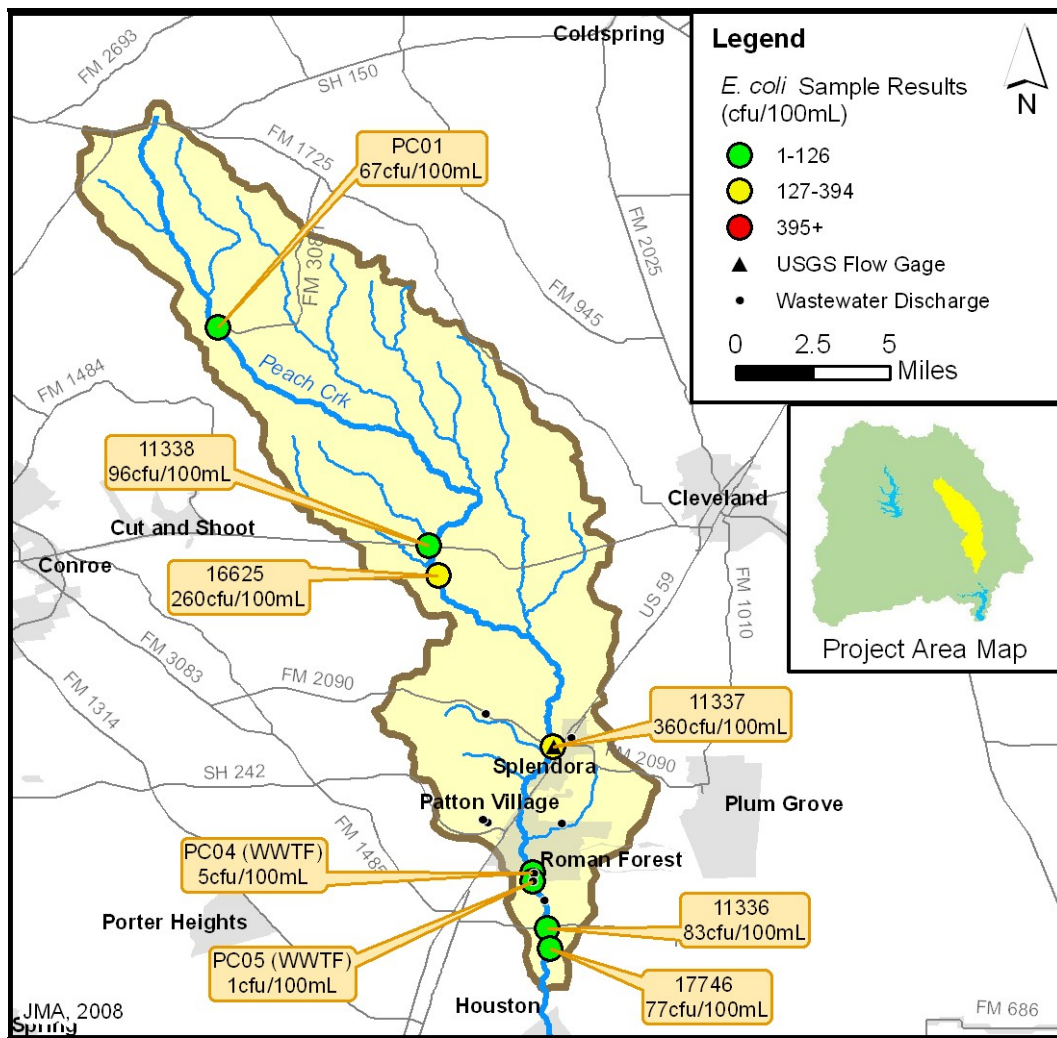 Coldspring
FM 2693
SH 150
FM 1725
PC01
67cfu/100mL
FM 2025
FM 945
Peach Crk
FM 1484
11338
96cfu/100mL
Cut and Shoot
Conroe
16625
260cfu/100mL
Cleveland
US 59
FM 1010
FM 3083
FM 1314
FM 2090
11337
360cfu/100mL
FM 2090
Splendora
SH 242
Patton Village
Plum Grove
FM 1485
PC04 (WWTF)
5cfu/100mL
Roman Forest
Porter Heights
11336
83cfu/100mL
PC05 (WWTF)
1cfu/100mL
17746
77cfu/100mL
Houston
JMA, 2008
Spring
FM 686
Legend
N
E. coli Sample Results
(cfu/100mL)
1-126
127-394
395+
USGS Flow Gage
Wastewater Discharge
0 2.5 5
Miles
Project Area Map